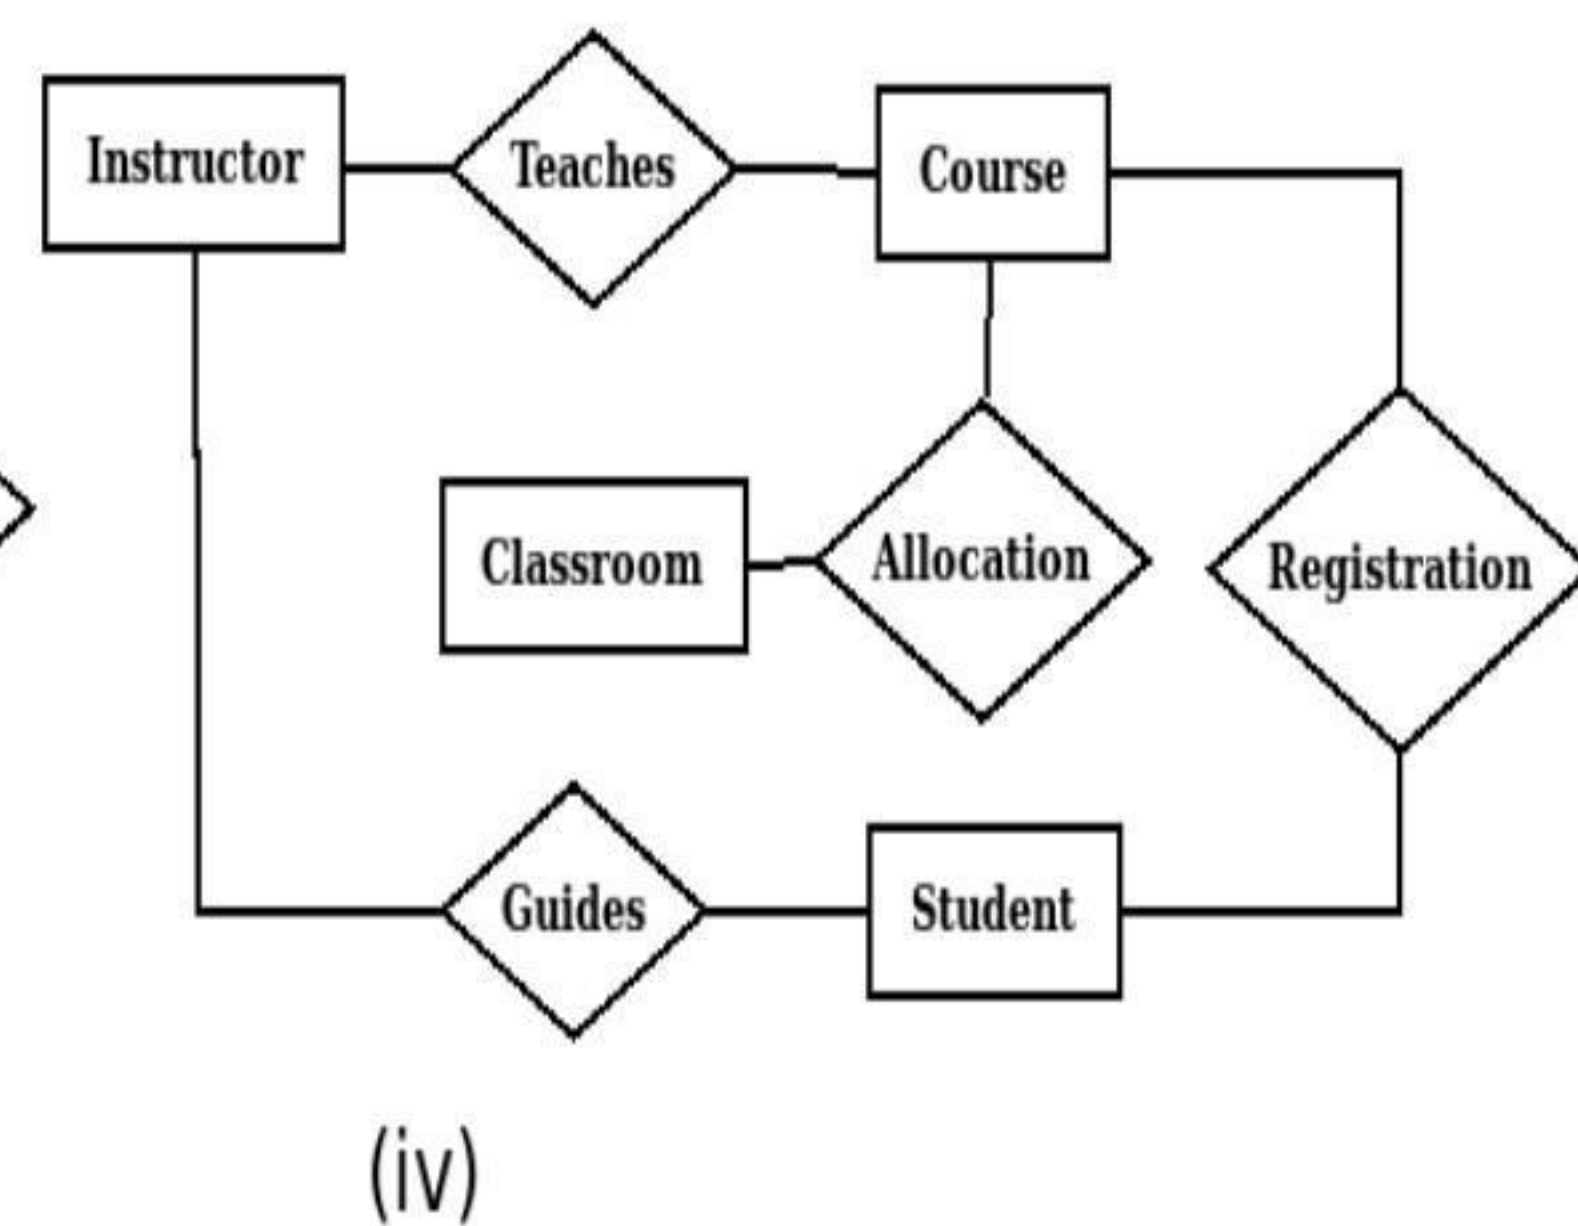 Instructor
Teaches
Course
Classroom
Allocation
Registration
Guides
Student
(iv)